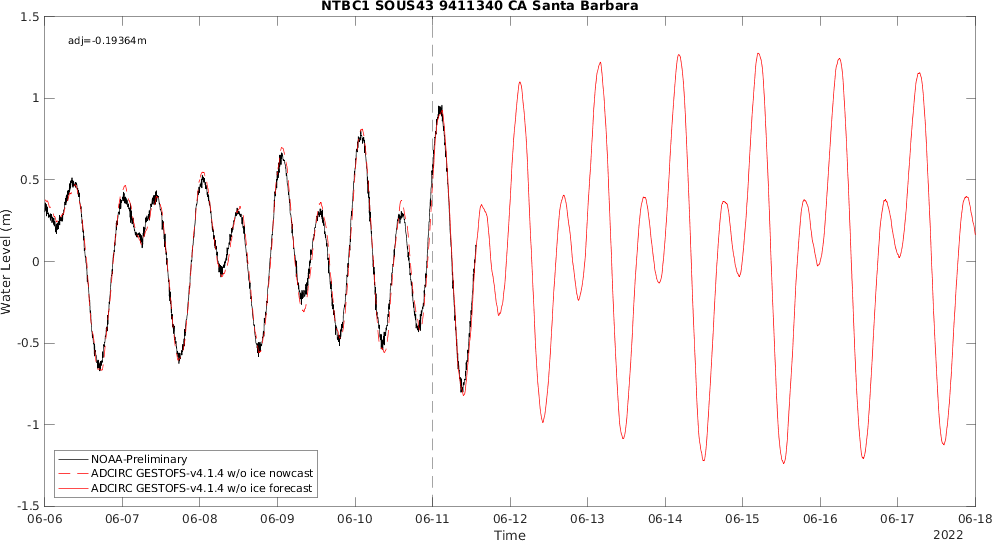 NTBC1 SOUS43 9411340 CA Santa Barbara
adj=-0.19364m
1.5
1
0.5
0
-0.5
-1
-1.5
Water Level (m)
NOAA-Preliminary
ADCIRC GESTOFS-v4.1.4 w/o ice nowcast
ADCIRC GESTOFS-v4.1.4 w/o ice forecast
06-06 06-07 06-08 06-09 06-10 06-11 06-12 06-13 06-14 06-15 06-16 06-17 06-18
Time
2022